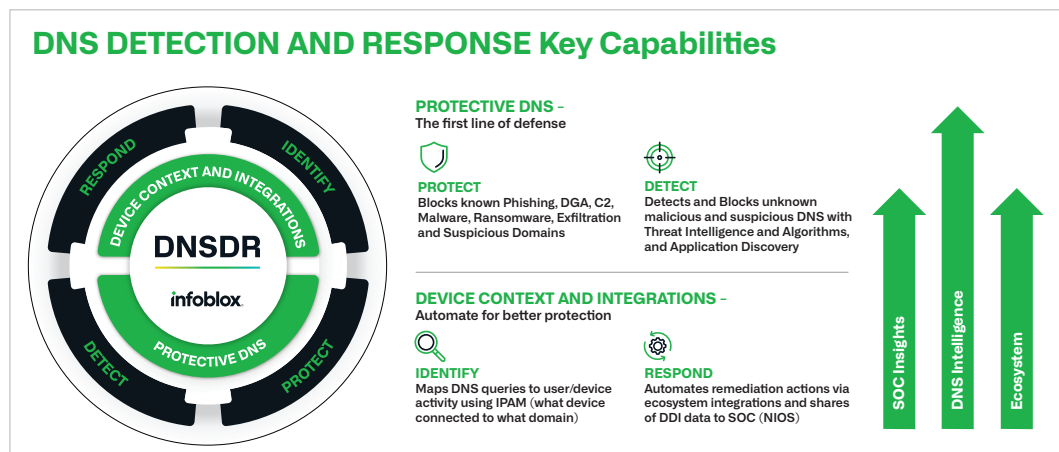 DNS DETECTION AND RESPONSE Key Capabilities
RESPOND
IDENTIFY
DEVICE CONTEXT AND INTEGRATIONS
DNSDR
infoblox.
PROTECTIVE DNS
DETECT
PROTECT
PROTECTIVE DNS –
The first line of defense
PROTECT
Blocks known Phishing, DGA, C2,
Malware, Ransomware, Exfiltration
and Suspicious Domains
DETECT
Detects and Blocks unknown
malicious and suspicious DNS with
Threat Intelligence and Algorithms,
and Application Discovery
DEVICE CONTEXT AND INTEGRATIONS –
Automate for better protection
IDENTIFY
Maps DNS queries to user/device
activity using IPAM (what device
connected to what domain)
RESPOND
Automates remediation actions via
ecosystem integrations and shares
of DDI data to SOC (NIOS)
SOC Insights
DNS Intelligence
Ecosystem